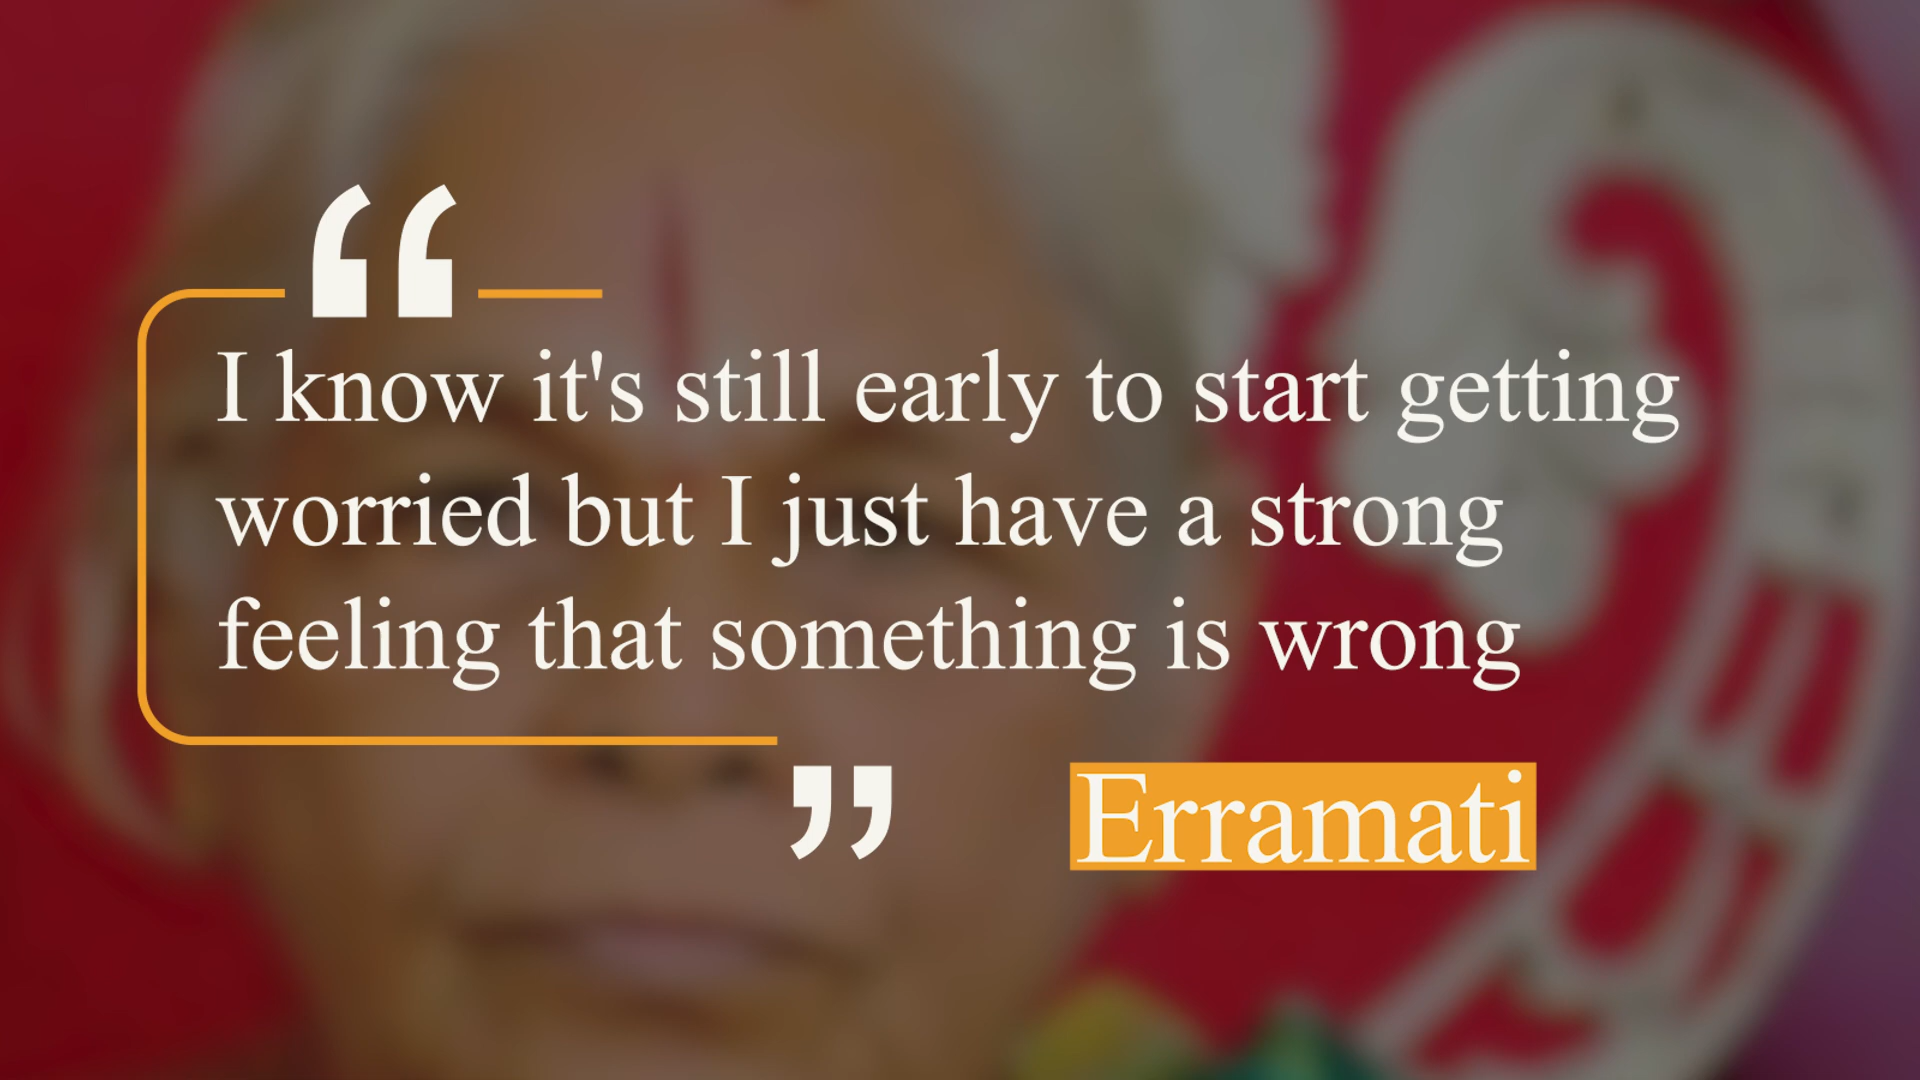 “
I know it's still early to start getting
worried but I just have a strong
feeling that something is wrong
”
Erramati